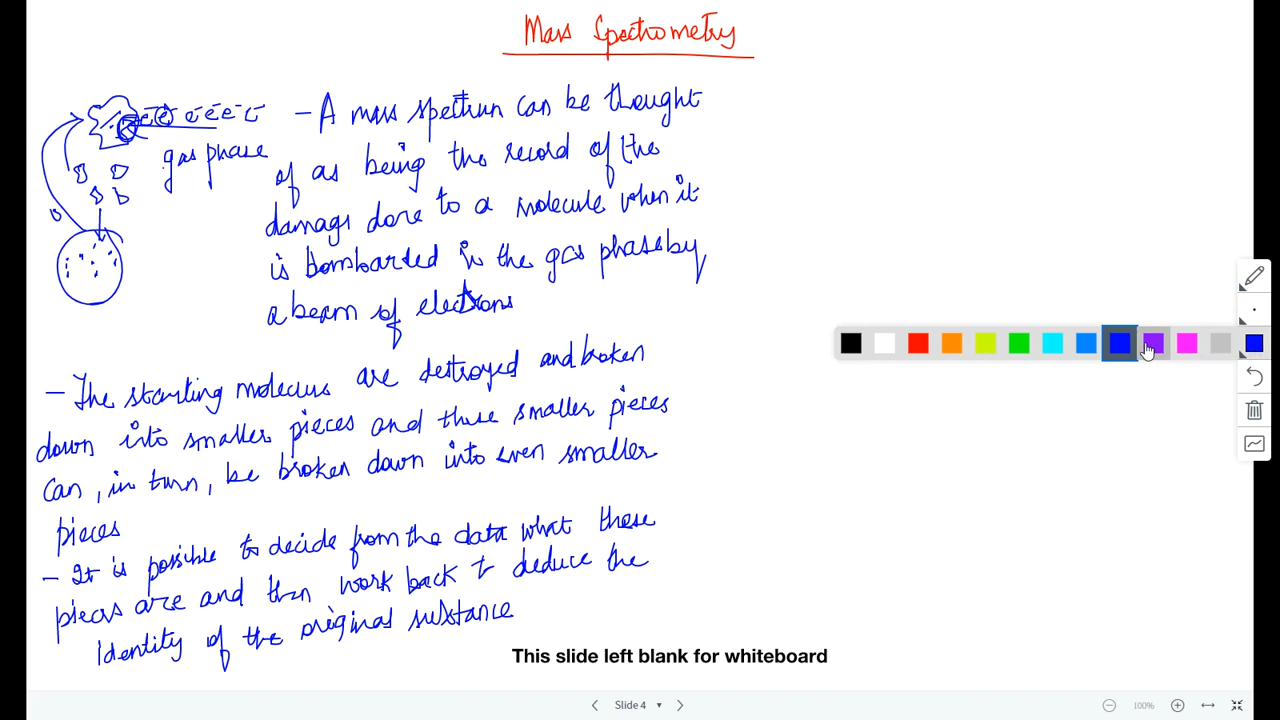 Mass Spectrometry
e e e e e e
gas phase
- A mass spectrum can be thought
of as being the record of the
damage done to a molecule when it
is bombarted in the gas phase by
a beam of electrons
- The starting molecus are destroyed and broken
down into smaller pieces and these smaller pieces
can, in turn, be broken down into even smaller
pieces
- It is possible to decide from the data what these
pieces are and then work back to deduce the
Identity of the original substance
This slide left blank for whiteboard
Slide 4
100%